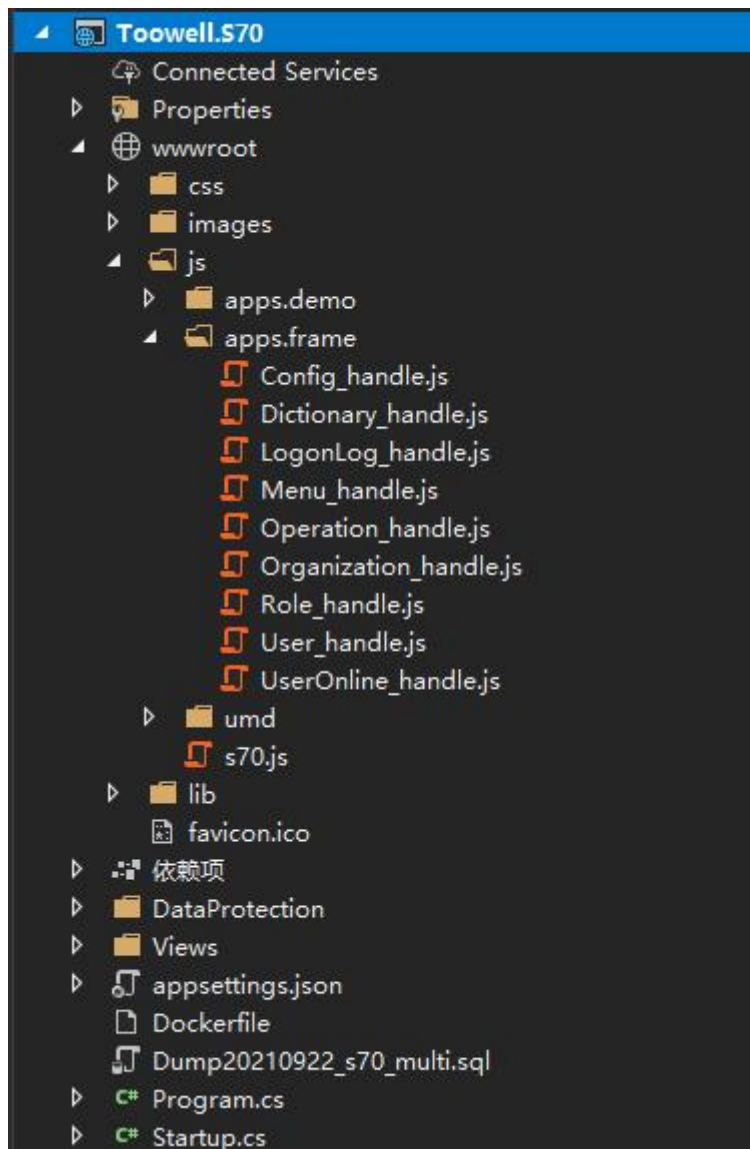 Toowell.S70
Connected Services
Properties
wwwroot
css
images
js
apps.demo
apps.frame
Config_handle.js
Dictionary_handle.js
LogonLog_handle.js
Menu_handle.js
Operation_handle.js
Organization_handle.js
Role_handle.js
User_handle.js
UserOnline_handle.js
umd
s70.js
lib
favicon.ico
依赖项
DataProtection
Views
appsettings.json
Dockerfile
Dump20210922_s70_multi.sql
C# Program.cs
C# Startup.cs